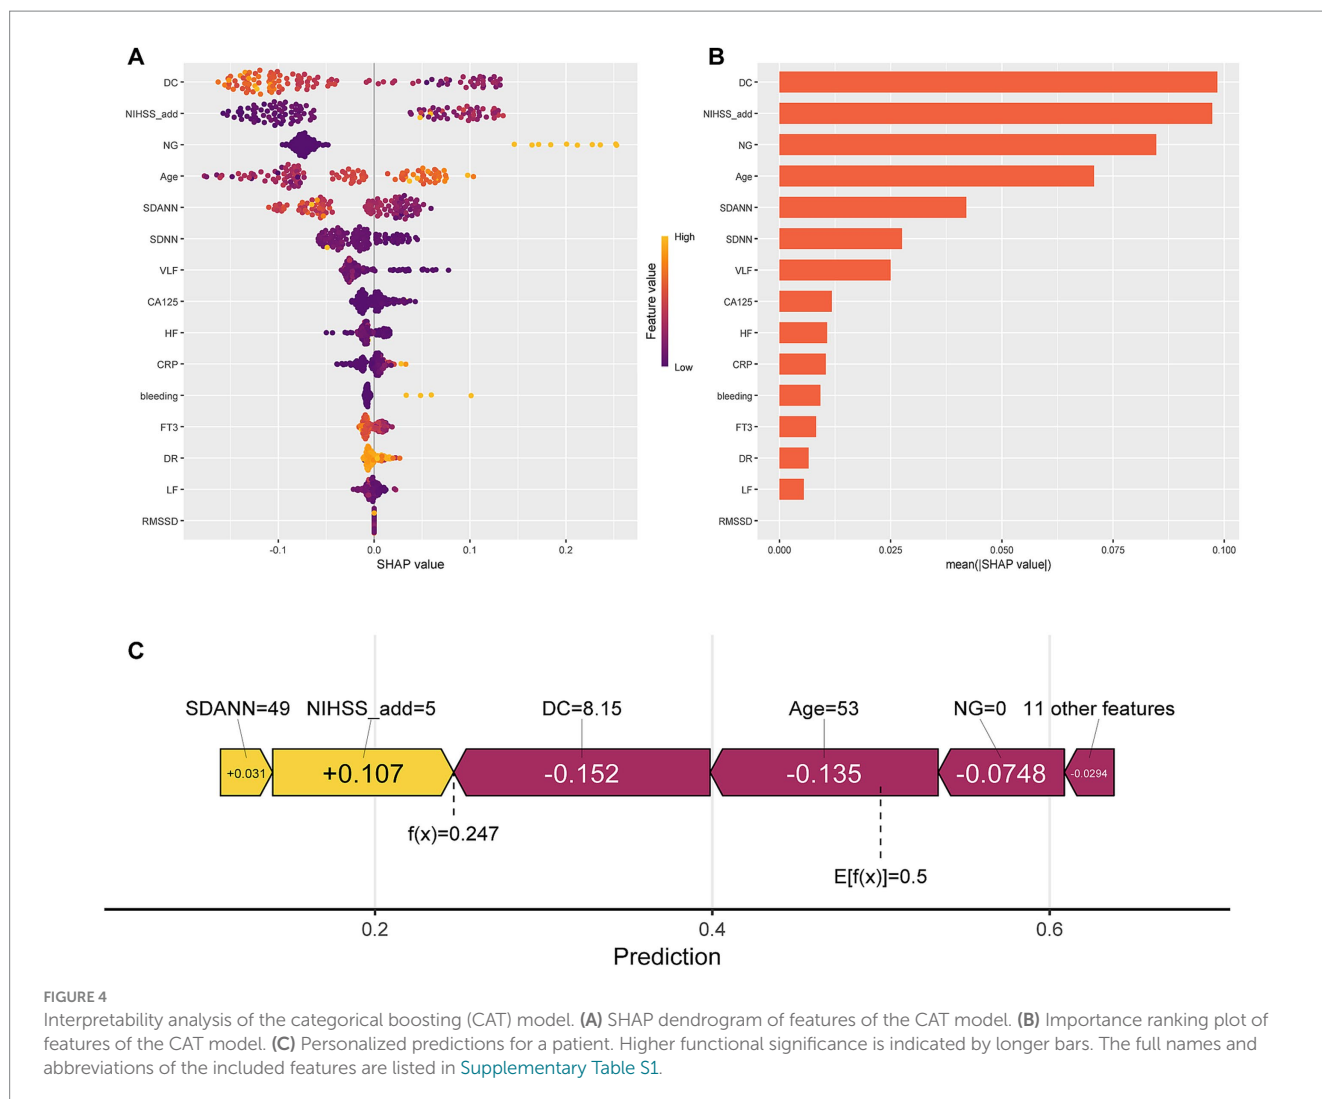 A
DC
NIHSS_add
NG
Age
SDANN
SDNN
VLF
CA125
HF
CRP
bleeding
FT3
DR
LF
RMSSD
-0.1
0.0
0.1
0.2
SHAP value
High
Feature value
Low
B
DC
NIHSS_add
NG
Age
SDANN
SDNN
VLF
CA125
HF
CRP
bleeding
FT3
DR
LF
RMSSD
0.000
0.025
0.050
0.075
0.100
mean(|SHAP value|)
C
SDANN=49
NIHSS_add=5
DC=8.15
Age=53
NG=0
11 other features
+0.031
+0.107
-0.152
-0.135
-0.0748
-0.0294
f(x)=0.247
E[f(x)]=0.5
0.2
0.4
0.6
Prediction
FIGURE 4
Interpretability analysis of the categorical boosting (CAT) model. (A) SHAP dendrogram of features of the CAT model. (B) Importance ranking plot of
features of the CAT model. (C) Personalized predictions for a patient. Higher functional significance is indicated by longer bars. The full names and
abbreviations of the included features are listed in Supplementary Table S1.